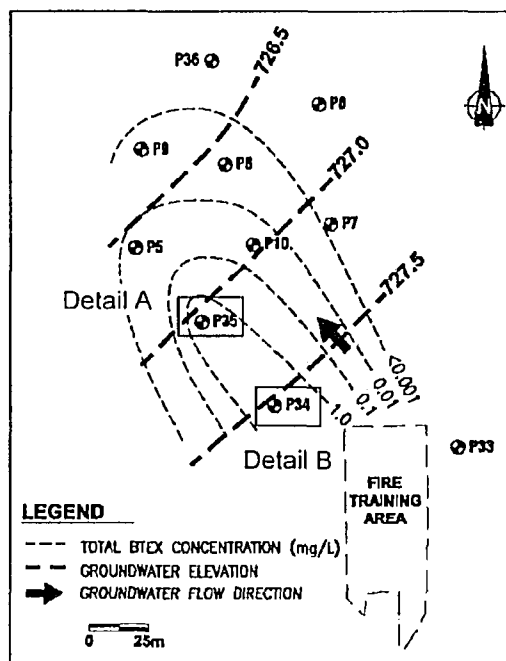 P36
726.5
P8
N
P9
P6
727.0
P7
P5
P10
Detail A
727.5
P35
<0.001
0.01
0.1
1.0
P34
P33
Detail B
FIRE
TRAINING
AREA
LEGEND
TOTAL BTEX CONCENTRATION (mg/L)
GROUNDWATER ELEVATION
GROUNDWATER FLOW DIRECTION
0 25m